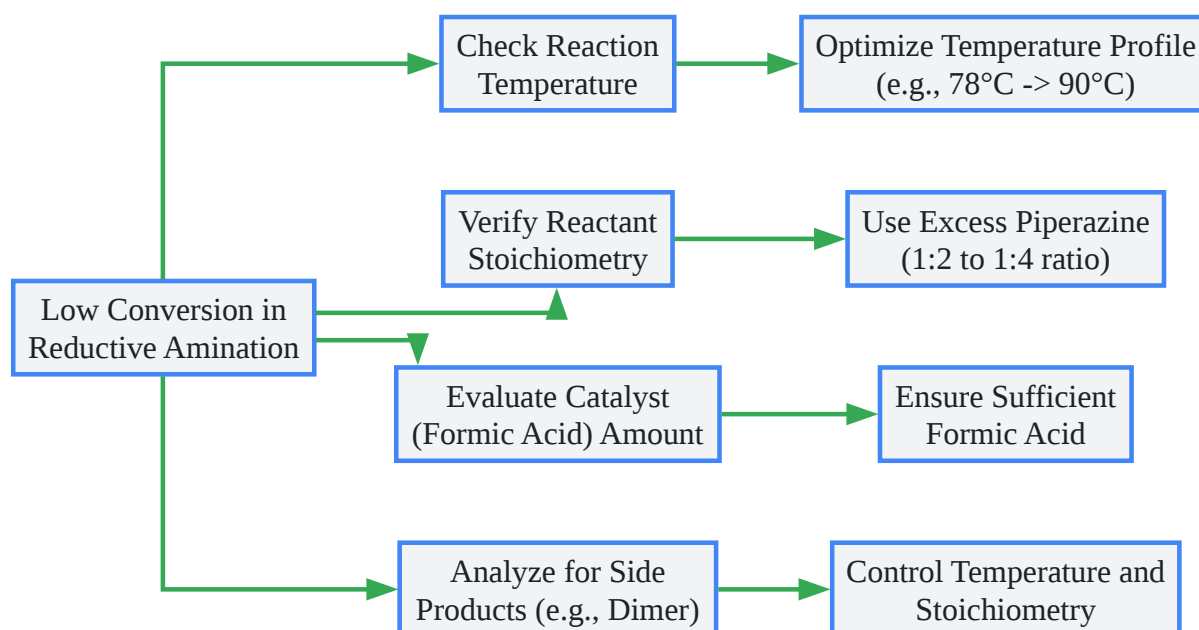 Check Reaction
Temperature
Optimize Temperature Profile
(e.g., 78°C -> 90°C)
Verify Reactant
Stoichiometry
Use Excess Piperazine
(1:2 to 1:4 ratio)
Low Conversion in
Reductive Amination
Evaluate Catalyst
(Formic Acid) Amount
Ensure Sufficient
Formic Acid
Analyze for Side
Products (e.g., Dimer)
Control Temperature and
Stoichiometry